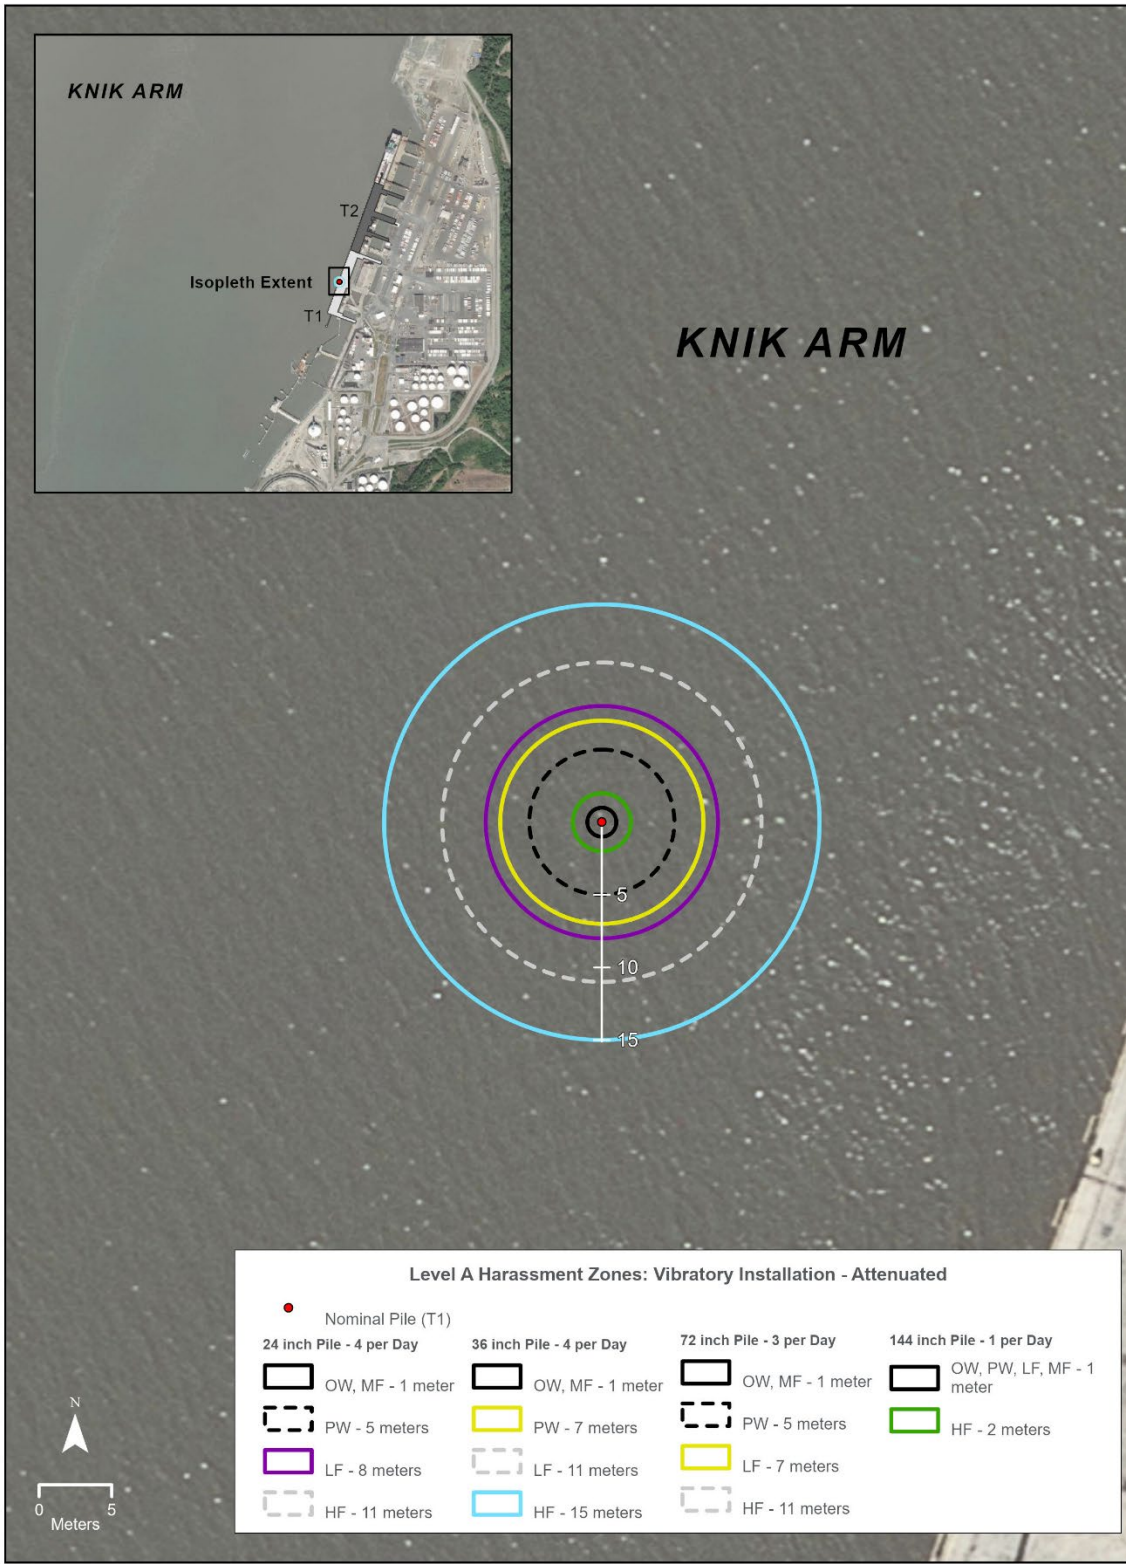 KNIK ARM
T2
Isopleth Extent
T1
KNIK ARM
5
10
15
Level A Harassment Zones: Vibratory Installation - Attenuated
Nominal Pile (T1)
24 inch Pile - 4 per Day
OW, MF - 1 meter
PW - 5 meters
LF - 8 meters
HF - 11 meters
36 inch Pile - 4 per Day
OW, MF - 1 meter
PW - 7 meters
LF - 11 meters
HF - 15 meters
72 inch Pile - 3 per Day
OW, MF - 1 meter
PW - 5 meters
LF - 7 meters
HF - 11 meters
144 inch Pile - 1 per Day
OW, PW, LF, MF - 1
meter
HF - 2 meters
N
0 5
Meters